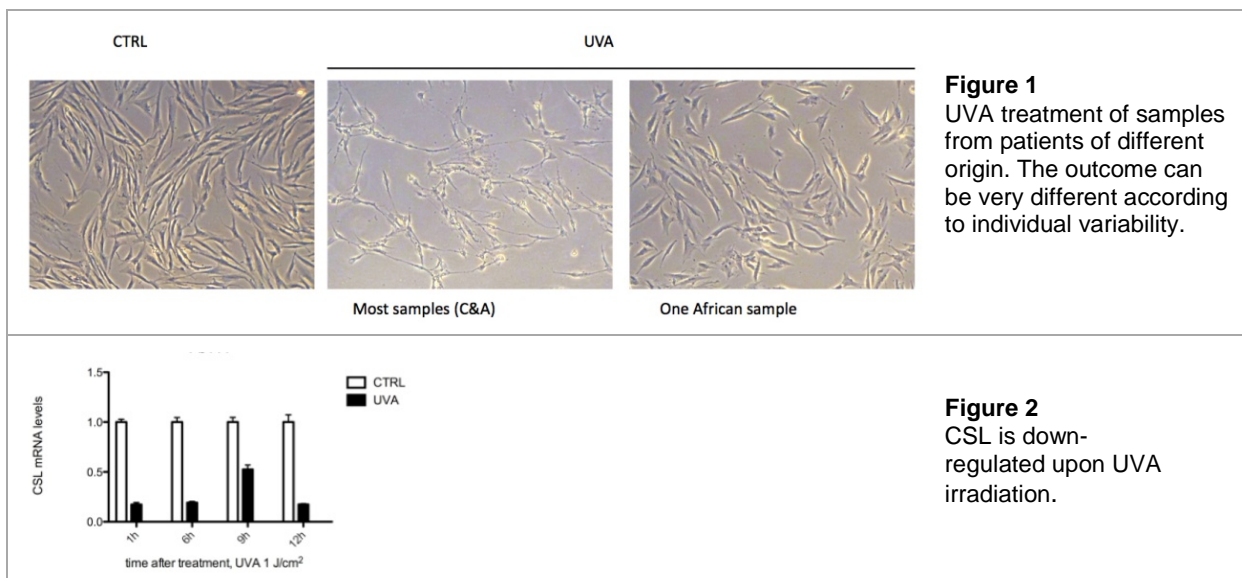 CTRL
UVA
Most samples (C&A)
One African sample
Figure 1
UVA treatment of samples
from patients of different
origin. The outcome can
be very different according
to individual variability.
1.5
1.0
0.5
0.0
CSL mRNA levels
1h
6h
9h
12h
time after treatment, UVA 1 J/cm²
CTRL
UVA
Figure 2
CSL is down-
regulated upon UVA
irradiation.